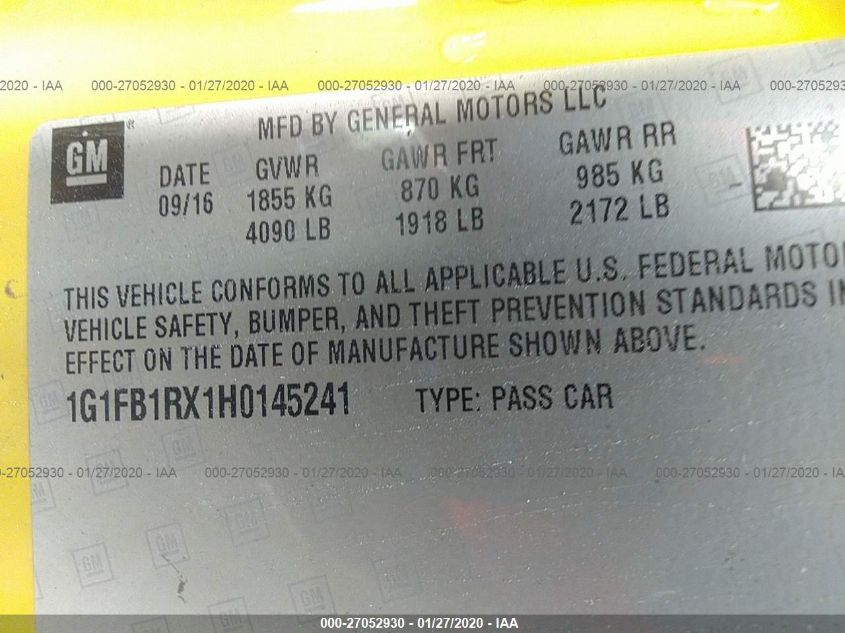 2020 - IAA 000-27052930 - 01/27/2020 - IAA 000-27052930 - 01/27/2020 - IAA 000-27052930 - 01/27/2020 - IAA
MFD BY GENERAL MOTORS LLC
GM ®
DATE GVWR GAWR FRT GAWR RR
09/16 1855 KG 870 KG 985 KG
4090 LB 1918 LB 2172 LB
THIS VEHICLE CONFORMS TO ALL APPLICABLE U.S. FEDERAL MOTO
VEHICLE SAFETY, BUMPER, AND THEFT PREVENTION STANDARDS IN
EFFECT ON THE DATE OF MANUFACTURE SHOWN ABOVE.
1G1FB1RX1H0145241 TYPE: PASS CAR
000-27052930 - 01/27/2020 - IAA 000-27052930 - 01/27/2020 - IAA 000-27052930 - 01/27/2020 - IAA 000-27052930
000-27052930 - 01/27/2020 - IAA